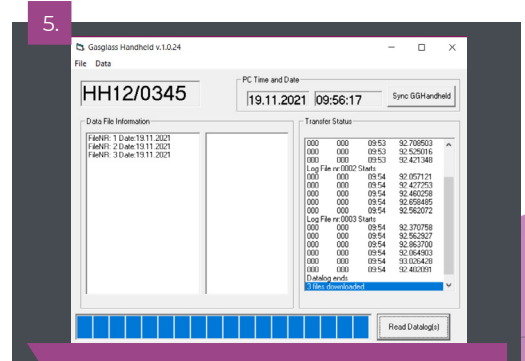 5.
Gasglass Handheld v.1.0.24
File Data
HH12/0345
PC Time and Date
19.11.2021 09:56:17
Sync GGHandheld
Data File Information
FileNR: 1 Date:19.11.2021
FileNR: 2 Date:19.11.2021
FileNR: 3 Date:19.11.2021
Transfer Status
000 000 09:53 92.708503
000 000 09:53 92.525016
000 000 09:53 92.421348
Log File nr:0002 Starts
000 000 09:54 92.057121
000 000 09:54 92.427253
000 000 09:54 92.460258
000 000 09:54 92.658485
000 000 09:54 92.562072
Log File nr:0003 Starts
000 000 09:54 92.370758
000 000 09:54 92.562927
000 000 09:54 92.863700
000 000 09:54 92.064903
000 000 09:54 93.026428
000 000 09:54 92.402091
Datalog ends
3 files downloaded
Read Datalog(s)